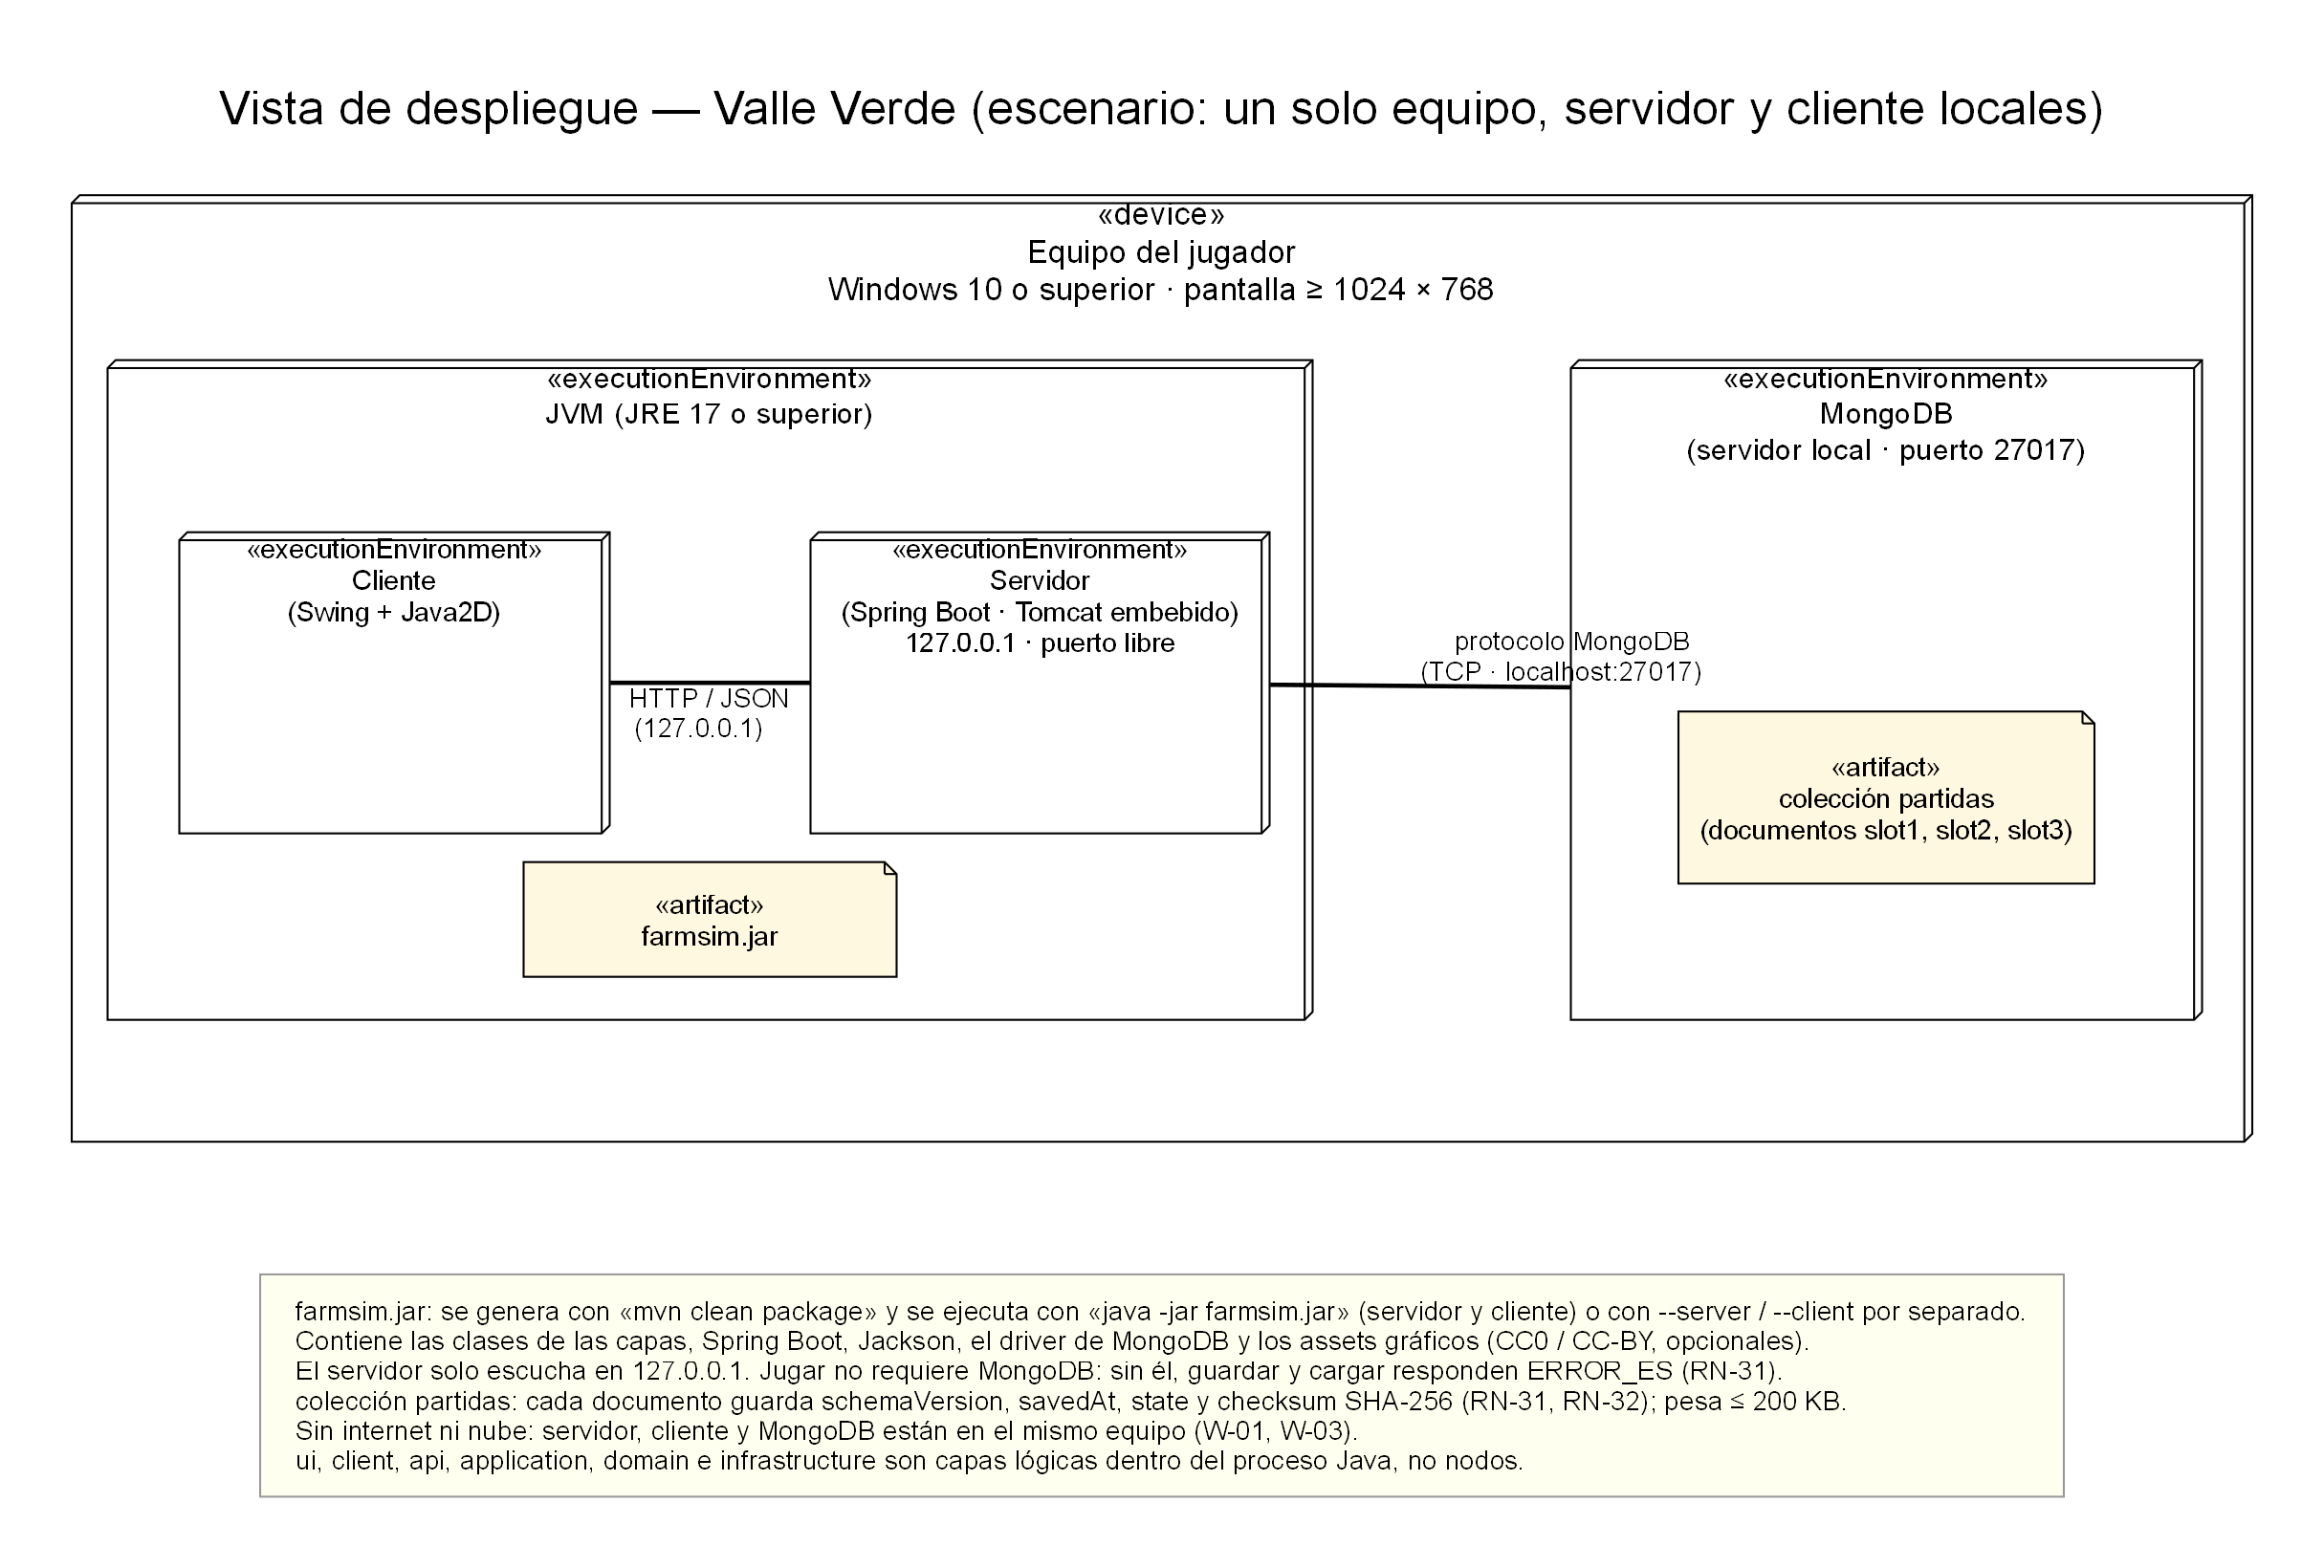 Vista de despliegue — Valle Verde (escenario: un solo equipo, servidor y cliente locales)
«device»
Equipo del jugador
Windows 10 o superior · pantalla ≥ 1024 × 768
«executionEnvironment»
JVM (JRE 17 o superior)
«executionEnvironment»
Cliente
(Swing + Java2D)
HTTP / JSON
(127.0.0.1)
«executionEnvironment»
Servidor
(Spring Boot · Tomcat embebido)
127.0.0.1 · puerto libre
«artifact»
farmsim.jar
protocolo MongoDB
(TCP · localhost:27017)
«executionEnvironment»
MongoDB
(servidor local · puerto 27017)
«artifact»
colección partidas
(documentos slot1, slot2, slot3)
farmsim.jar: se genera con «mvn clean package» y se ejecuta con «java -jar farmsim.jar» (servidor y cliente) o con --server / --client por separado.
Contiene las clases de las capas, Spring Boot, Jackson, el driver de MongoDB y los assets gráficos (CC0 / CC-BY, opcionales).
El servidor solo escucha en 127.0.0.1. Jugar no requiere MongoDB: sin él, guardar y cargar responden ERROR_ES (RN-31).
colección partidas: cada documento guarda schemaVersion, savedAt, state y checksum SHA-256 (RN-31, RN-32); pesa ≤ 200 KB.
Sin internet ni nube: servidor, cliente y MongoDB están en el mismo equipo (W-01, W-03).
ui, client, api, application, domain e infrastructure son capas lógicas dentro del proceso Java, no nodos.